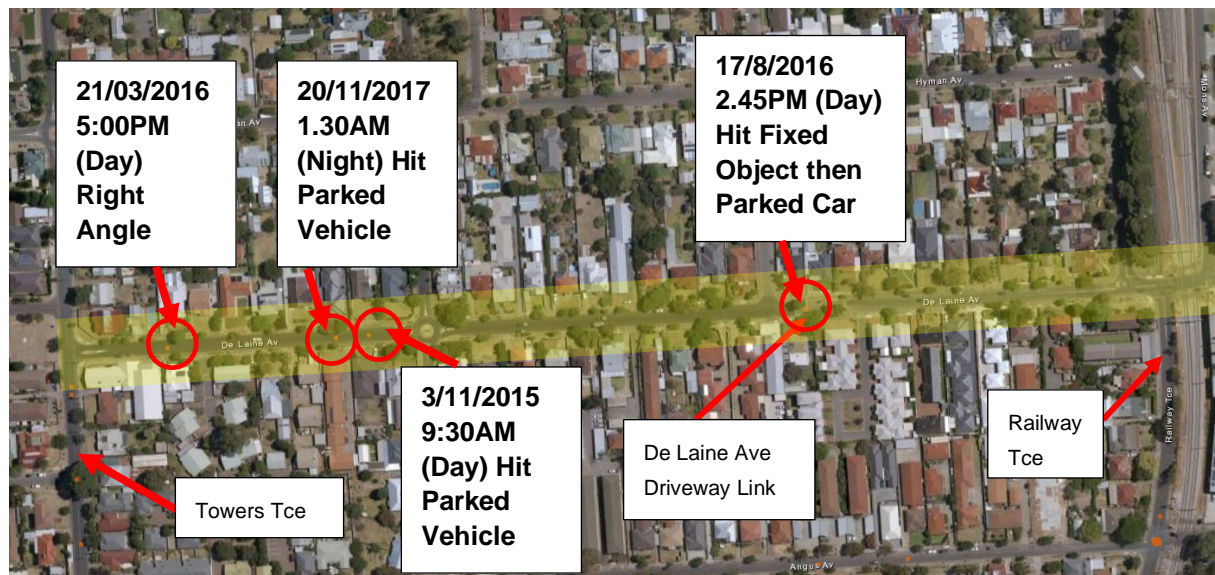 21/03/2016
5:00PM
(Day)
Right
Angle
20/11/2017
1.30AM
(Night) Hit
Parked
Vehicle
17/8/2016
2.45PM (Day)
Hit Fixed
Object then
Parked Car
Hyman Av
Av
Mons Av
De Laine Av
De Laine Av
3/11/2015
9:30AM
(Day) Hit
Parked
Vehicle
De Laine Ave
Driveway Link
Railway
Tce
Railway Tce
Towers Tce
Angus Av